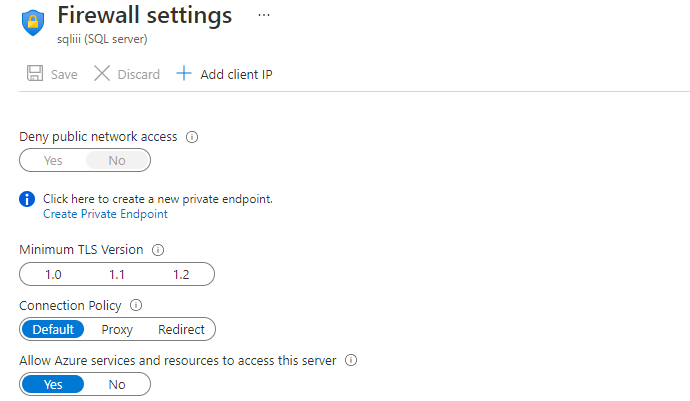 Firewall settings ...
sqliii (SQL server)
Save Discard Add client IP
Deny public network access
Yes No
Click here to create a new private endpoint.
Create Private Endpoint
Minimum TLS Version
1.0 1.1 1.2
Connection Policy
Default Proxy Redirect
Allow Azure services and resources to access this server
Yes No